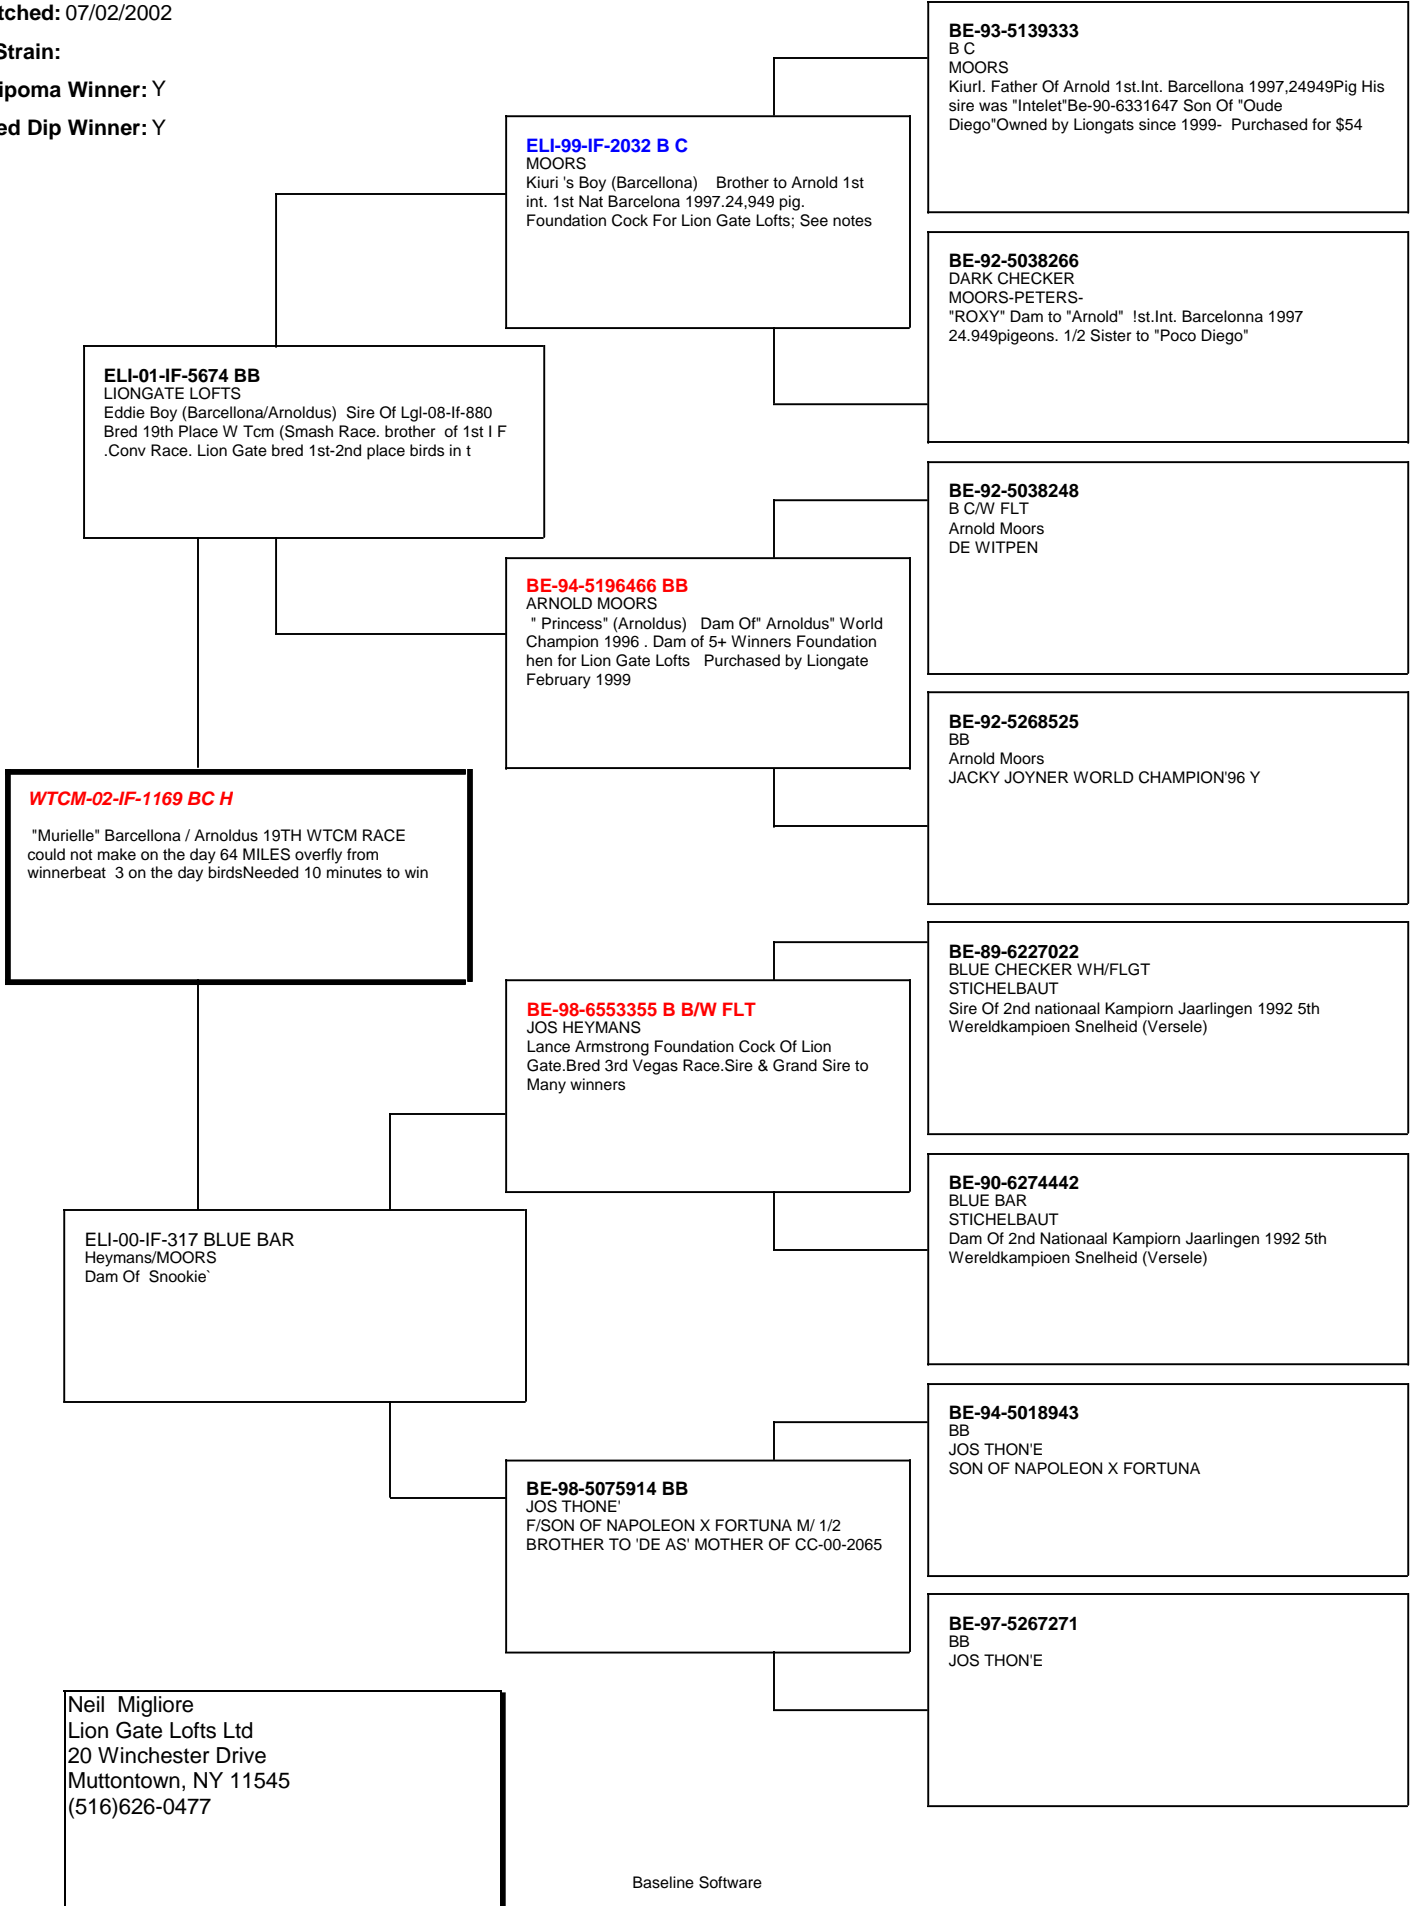 tched: 07/02/2002
Strain:
ipoma Winner: Y
ed Dip Winner: Y
BE-93-5139333
B C
MOORS
KiurI. Father Of Arnold 1st.Int. Barcellona 1997,24949Pig His
sire was "Intelet"Be-90-6331647 Son Of "Oude
Diego"Owned by Liongats since 1999-  Purchased for $54
ELI-99-IF-2032 B C
MOORS
Kiuri 's Boy (Barcellona)    Brother to Arnold 1st
int. 1st Nat Barcelona 1997.24,949 pig.
Foundation Cock For Lion Gate Lofts; See notes
BE-92-5038266
DARK CHECKER
MOORS-PETERS-
"ROXY" Dam to "Arnold"  !st.Int. Barcelonna 1997
24.949pigeons. 1/2 Sister to "Poco Diego"
ELI-01-IF-5674 BB
LIONGATE LOFTS
Eddie Boy (Barcellona/Arnoldus)  Sire Of Lgl-08-If-880
Bred 19th Place W Tcm (Smash Race. brother  of 1st I F
.Conv Race. Lion Gate bred 1st-2nd place birds in t
BE-92-5038248
B C/W FLT
Arnold Moors
DE WITPEN
BE-94-5196466 BB
ARNOLD MOORS
" Princess" (Arnoldus)   Dam Of" Arnoldus" World
Champion 1996 . Dam of 5+ Winners Foundation
hen for Lion Gate Lofts   Purchased by Liongate
February 1999
BE-92-5268525
BB
Arnold Moors
JACKY JOYNER WORLD CHAMPION'96 Y
WTCM-02-IF-1169 BC H
"Murielle" Barcellona / Arnoldus 19TH WTCM RACE
could not make on the day 64 MILES overfly from
winnerbeat  3 on the day birdsNeeded 10 minutes to win
BE-89-6227022
BLUE CHECKER WH/FLGT
STICHELBAUT
Sire Of 2nd nationaal Kampiorn Jaarlingen 1992 5th
Wereldkampioen Snelheid (Versele)
BE-98-6553355 B B/W FLT
JOS HEYMANS
Lance Armstrong Foundation Cock Of Lion
Gate.Bred 3rd Vegas Race.Sire & Grand Sire to
Many winners
BE-90-6274442
BLUE BAR
STICHELBAUT
Dam Of 2nd Nationaal Kampiorn Jaarlingen 1992 5th
Wereldkampioen Snelheid (Versele)
ELI-00-IF-317 BLUE BAR
Heymans/MOORS
Dam Of  Snookie`
BE-94-5018943
BB
JOS THON'E
SON OF NAPOLEON X FORTUNA
BE-98-5075914 BB
JOS THONE'
F/SON OF NAPOLEON X FORTUNA M/ 1/2
BROTHER TO 'DE AS' MOTHER OF CC-00-2065
BE-97-5267271
BB
JOS THON'E
Neil  Migliore
Lion Gate Lofts Ltd
20 Winchester Drive
Muttontown, NY 11545
(516)626-0477
Baseline Software